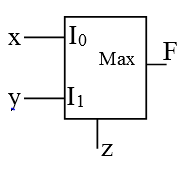 x I₀ F
Max
y I₁
z